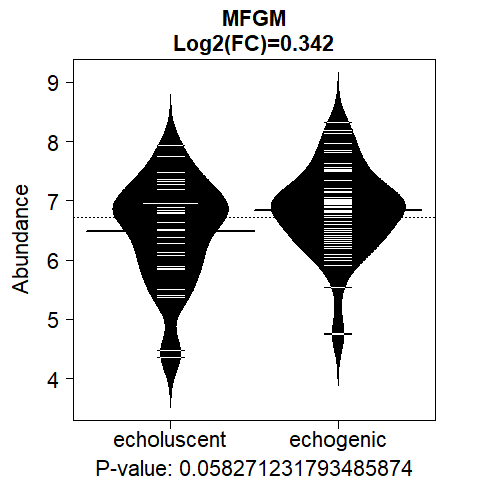 MFGM
Log2(FC)=0.342
9
8
7
6
5
4
Abundance
echoluscent echogenic
P-value: 0.058271231793485874